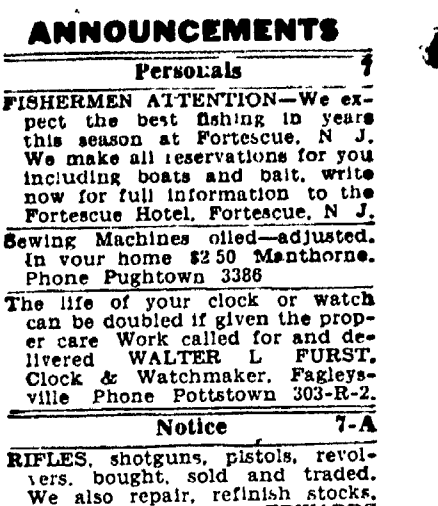 ANNOUNCEMENTS
Personals 7
FISHERMEN ATTENTION—We ex-
pect the best fishing in years
this season at Fortescue, N J.
We make all reservations for you
including boats and bait, write
now for full information to the
Fortescue Hotel, Fortescue, N J.
Sewing Machines oiled—adjusted.
In your home $2 50 Manthorne.
Phone Pughtown 3386
The life of your clock or watch
can be doubled if given the prop-
er care Work called for and de-
livered WALTER L FURST,
Clock & Watchmaker, Fagleys-
ville Phone Pottstown 303-R-2.
Notice 7-A
RIFLES, shotguns, pistols, revol-
vers, bought, sold and traded.
We also repair, refinish stocks,